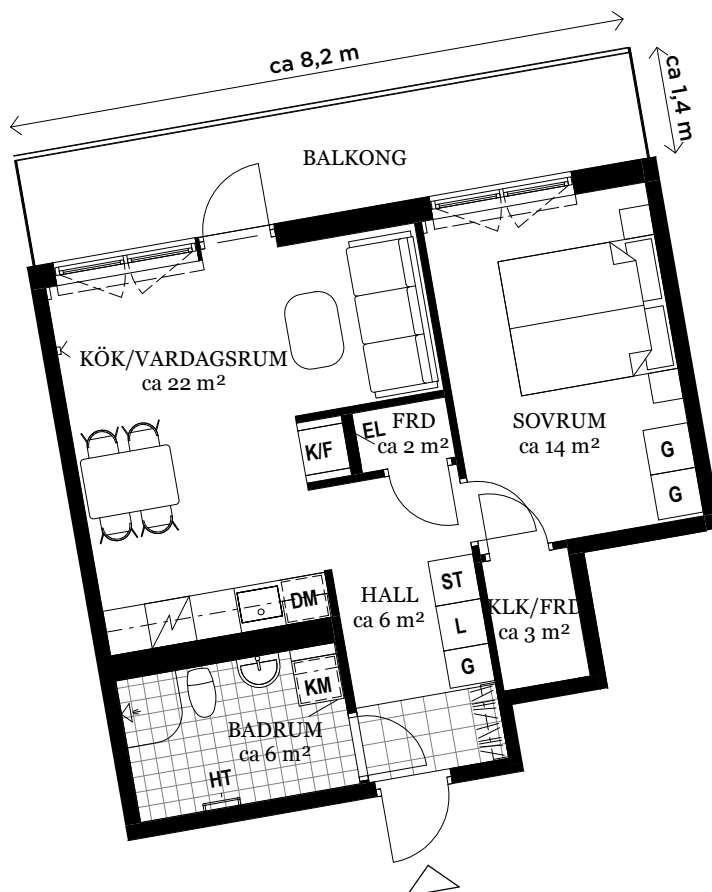 ca 8,2 m
ca 1,4 m
BALKONG
KÖK/VARDAGSRUM
ca 22 m²
K/F
EL
FRD
ca 2 m²
SOVRUM
ca 14 m²
G
G
DM
HALL
ca 6 m²
ST
L
G
KLK/FRD
ca 3 m²
KM
BADRUM
ca 6 m²
HT